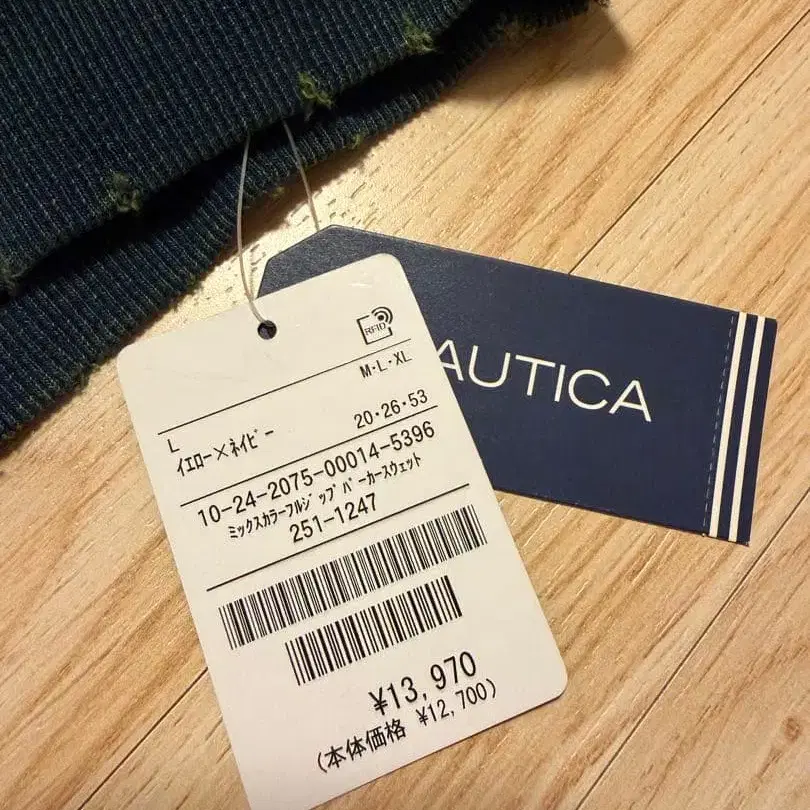 RFID
M・L・XL
L
イエロー×ネイビー
20・26・53
10-24-2075-00014-5396
ミックスカラーフルジップパーカースウェット
251-1247
¥13,970
(本体価格 ¥12,700)
AUTICA